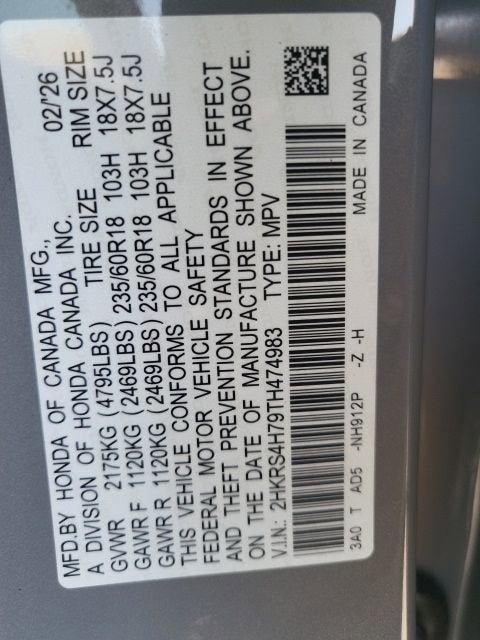 MFD.BY HONDA OF CANADA MFG., 02/'26
A DIVISION OF HONDA CANADA INC.
GVWR 2175KG (4795LBS) TIRE SIZE RIM SIZE
GAWR F 1120KG (2469LBS) 235/60R18 103H 18X7.5J
GAWR R 1120KG (2469LBS) 235/60R18 103H 18X7.5J
THIS VEHICLE CONFORMS TO ALL APPLICABLE
FEDERAL MOTOR VEHICLE SAFETY
AND THEFT PREVENTION STANDARDS IN EFFECT
ON THE DATE OF MANUFACTURE SHOWN ABOVE.
V.I.N.: 2HKRS4H79TH474983 TYPE: MPV
3A0 T AD5 -NH912P -Z -H MADE IN CANADA